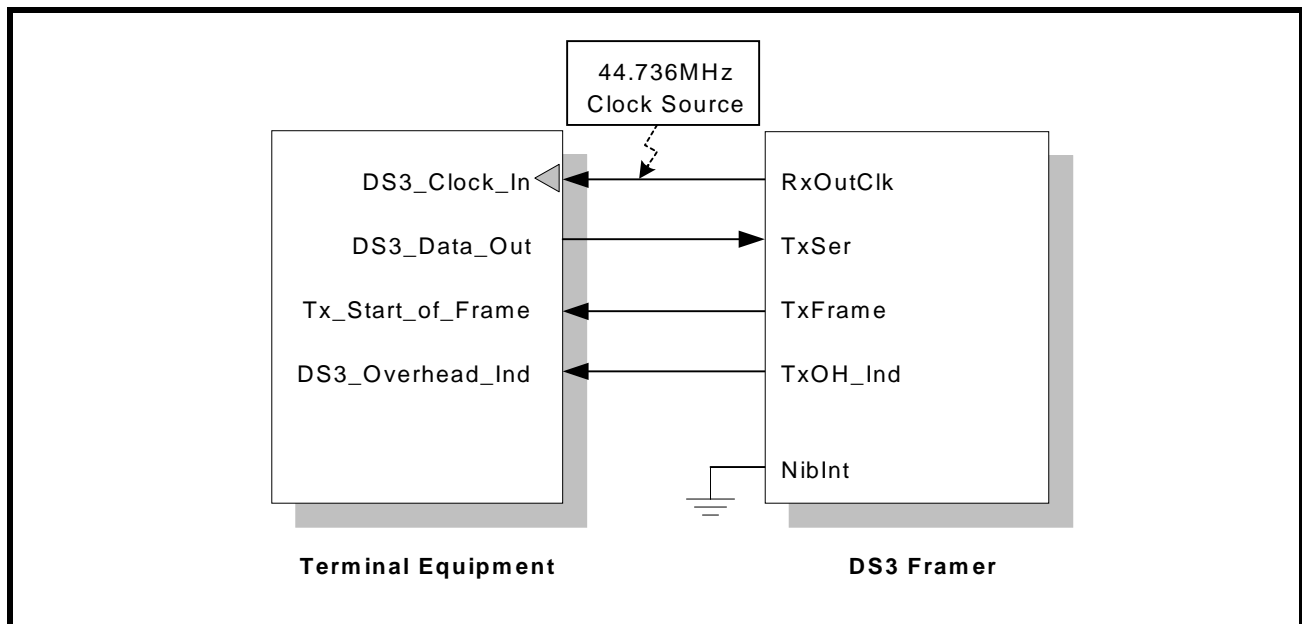 44.736MHz
Clock Source
DS3_Clock_In
RxOutClk
DS3_Data_Out
TxSer
Tx_Start_of_Frame
TxFrame
DS3_Overhead_Ind
TxOH_Ind
NibInt
Terminal Equipment
DS3 Framer